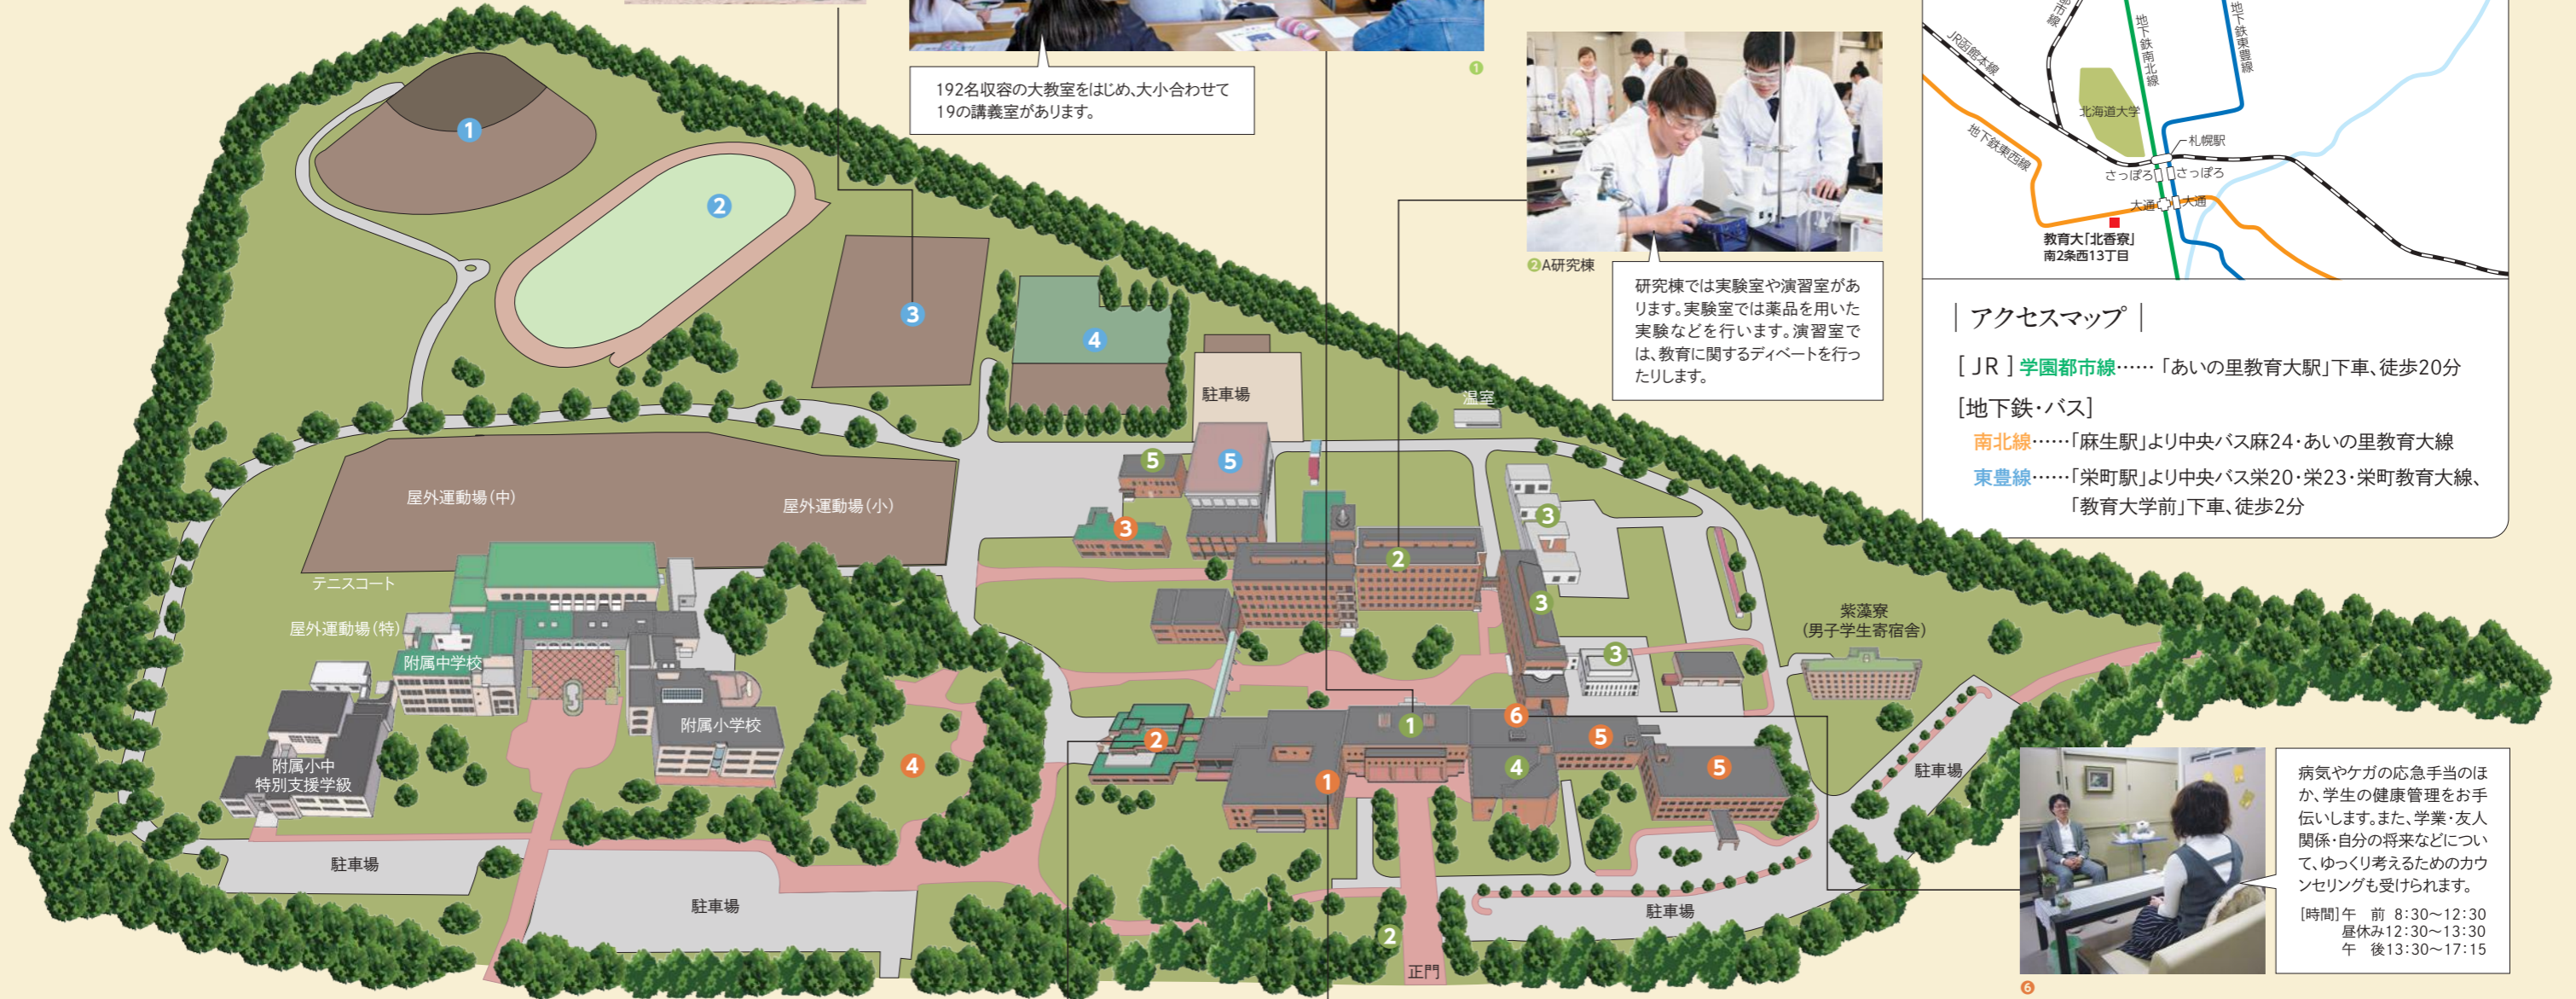 192名収容の大教室をはじめ、大小合わせて
19の講義室があります。
❶
❷A研究棟
研究棟では実験室や演習室があ
ります。実験室では薬品を用いた
実験などを行います。演習室で
は、教育に関するディベートを行っ
たりします。
JR函館本線
市線
地下鉄南北線
地下鉄東豊線
地下鉄東西線
北海道大学
札幌駅
さっぽろ
さっぽろ
大通
大通
教育大「北香寮」
南2条西13丁目
アクセスマップ
[ JR ] 学園都市線……「あいの里教育大駅」下車、徒歩20分
[地下鉄・バス]
南北線……「麻生駅」より中央バス麻24・あいの里教育大線
東豊線……「栄町駅」より中央バス栄20・栄23・栄町教育大線、
「教育大学前」下車、徒歩2分
1
2
3
4
駐車場
温室
5
5
3
屋外運動場(中)
屋外運動場(小)
テニスコート
屋外運動場(特)
附属中学校
附属小学校
附属小中
特別支援学級
2
3
3
3
紫藻寮
(男子学生寄宿舎)
2
4
1
1
6
4
5
5
駐車場
駐車場
駐車場
駐車場
2
正門
病気やケガの応急手当のほ
か、学生の健康管理をお手
伝いします。また、学業・友人
関係・自分の将来などについ
て、ゆっくり考えるためのカウ
ンセリングも受けられます。
[時間]午　前 8:30〜12:30
昼休み12:30〜13:30
午　後13:30〜17:15
❻